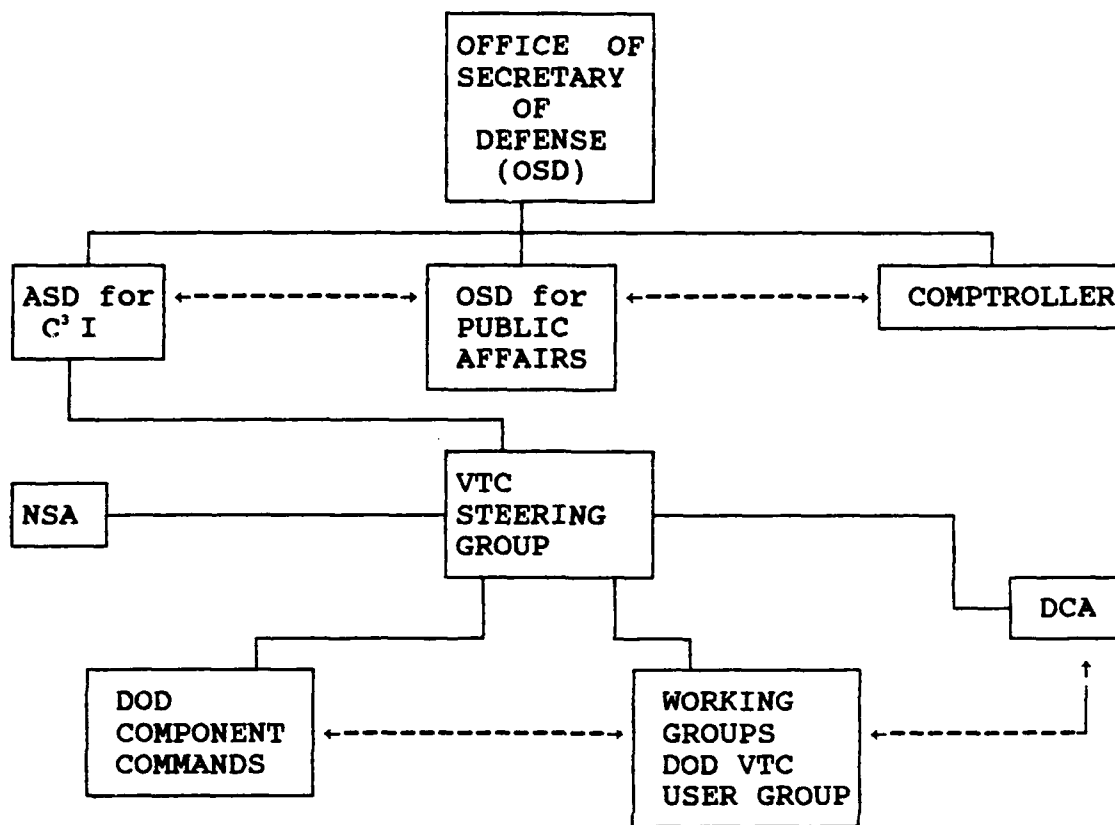 OFFICE OF
SECRETARY
OF
DEFENSE
(OSD)
ASD for
C³ I
OSD for
PUBLIC
AFFAIRS
COMPTROLLER
NSA
VTC
STEERING
GROUP
DCA
DOD
COMPONENT
COMMANDS
WORKING
GROUPS
DOD VTC
USER GROUP